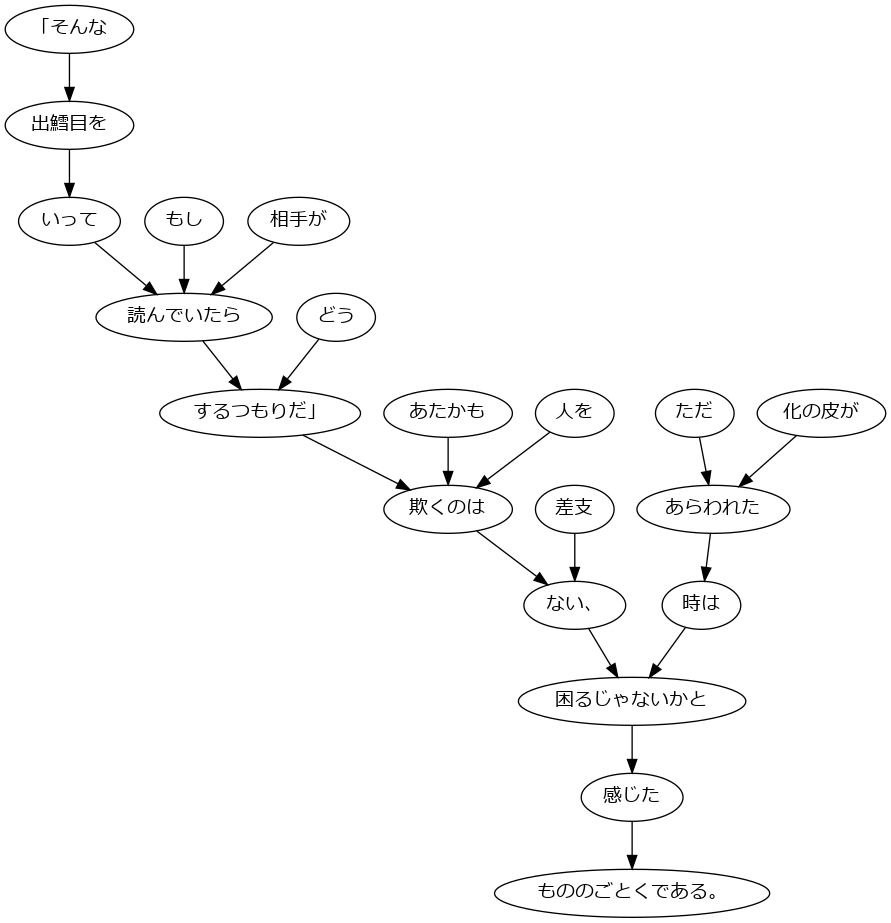 「そんな
出鱈目を
いって
もし
相手が
読んでいたら
どう
するつもりだ」
あたかも
人を
ただ
化の皮が
欺くのは
差支
あらわれた
ない、
時は
困るじゃないかと
感じた
もののごとくである。